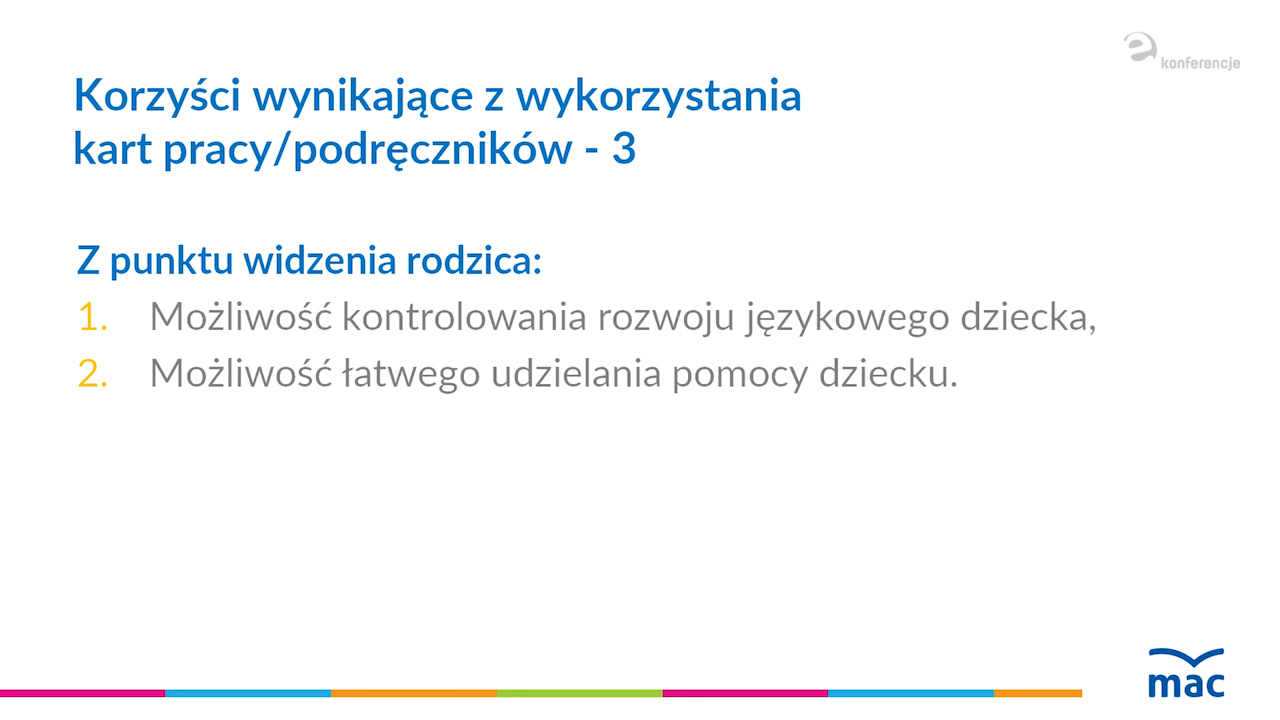 e konferencje
Korzyści wynikające z wykorzystania
kart pracy/podręczników - 3
Z punktu widzenia rodzica:
1. Możliwość kontrolowania rozwoju językowego dziecka,
2. Możliwość łatwego udzielania pomocy dziecku.
mac